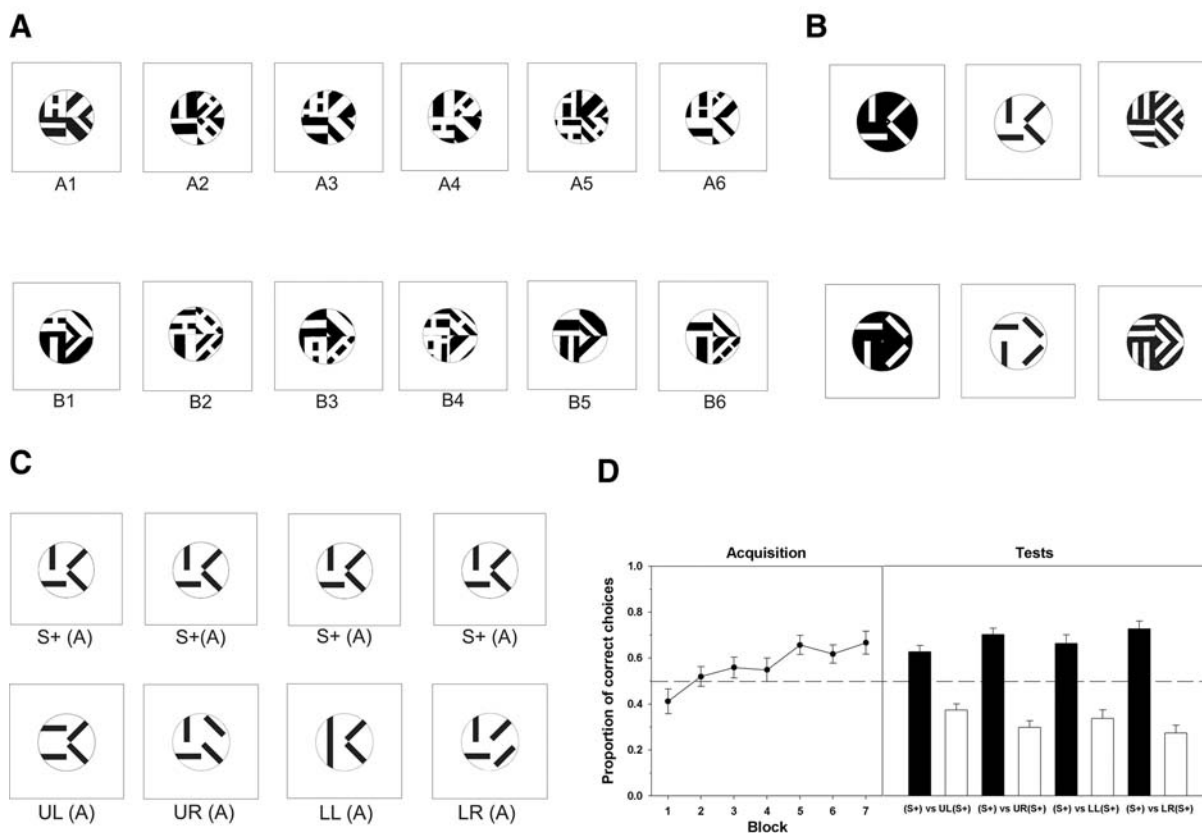 A
B
A1 A2 A3 A4 A5 A6
B1 B2 B3 B4 B5 B6
C
D
S+ (A) S+(A) S+ (A) S+ (A)
UL (A) UR (A) LL (A) LR (A)
Acquisition Tests
Proportion of correct choices
1.0
0.8
0.6
0.4
0.2
0.0
1 2 3 4 5 6 7
Block
(S+) vs UL(S+) (S+) vs UR(S+) (S+) vs LL(S+) (S+) vs LR(S+)